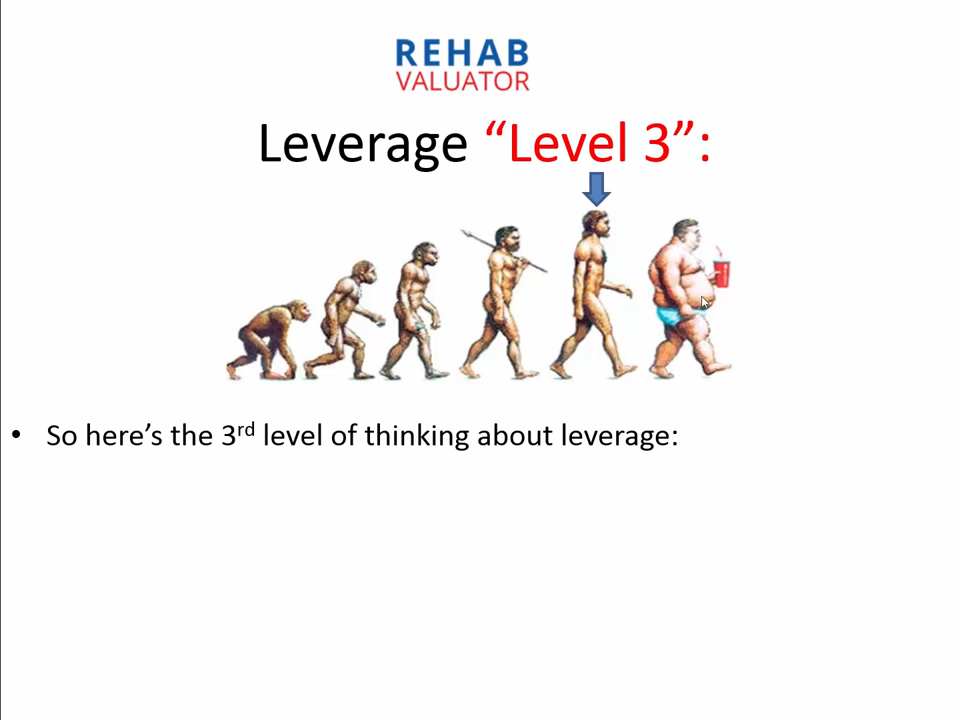 REHAB
VALUATOR
Leverage “Level 3”:
• So here’s the 3rd level of thinking about leverage: